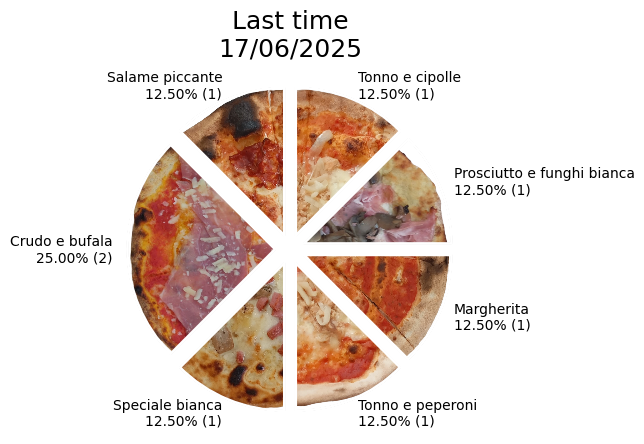 Last time
17/06/2025
Salame piccante
12.50% (1)
Tonno e cipolle
12.50% (1)
Prosciutto e funghi bianca
12.50% (1)
Crudo e bufala
25.00% (2)
Margherita
12.50% (1)
Speciale bianca
12.50% (1)
Tonno e peperoni
12.50% (1)